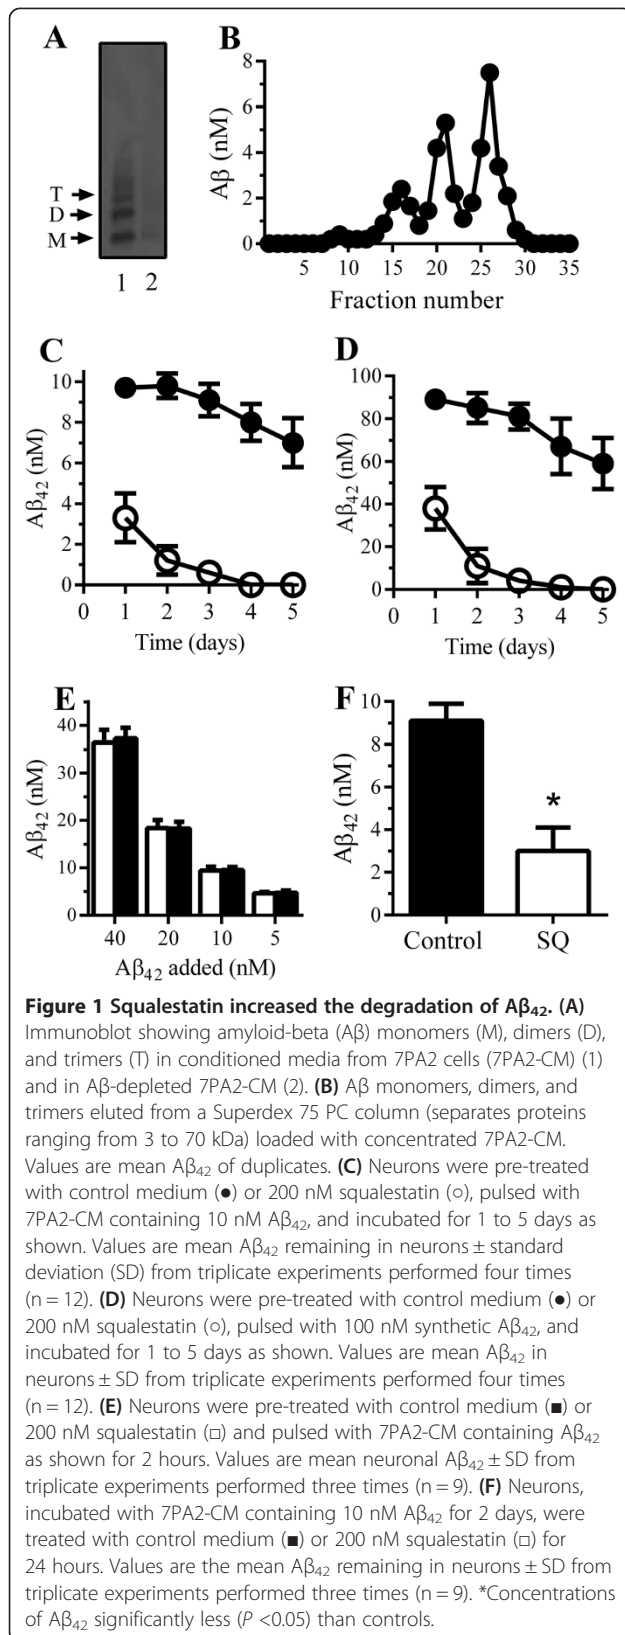 A
T
D
M
1 2
B
Aβ (nM)
8
6
4
2
0
5 10 15 20 25 30 35
Fraction number
C
Aβ42 (nM)
10
8
6
4
2
0
0 1 2 3 4 5
Time (days)
D
Aβ42 (nM)
100
80
60
40
20
0
0 1 2 3 4 5
Time (days)
E
Aβ42 (nM)
40
30
20
10
0
40 20 10 5
Aβ42 added (nM)
F
Aβ42 (nM)
10
8
6
4
2
0
*
Control SQ
Figure 1 Squalestatin increased the degradation of Aβ42. (A)
Immunoblot showing amyloid-beta (Aβ) monomers (M), dimers (D),
and trimers (T) in conditioned media from 7PA2 cells (7PA2-CM) (1)
and in Aβ-depleted 7PA2-CM (2). (B) Aβ monomers, dimers, and
trimers eluted from a Superdex 75 PC column (separates proteins
ranging from 3 to 70 kDa) loaded with concentrated 7PA2-CM.
Values are mean Aβ42 of duplicates. (C) Neurons were pre-treated
with control medium (●) or 200 nM squalestatin (○), pulsed with
7PA2-CM containing 10 nM Aβ42, and incubated for 1 to 5 days as
shown. Values are mean Aβ42 remaining in neurons ± standard
deviation (SD) from triplicate experiments performed four times
(n = 12). (D) Neurons were pre-treated with control medium (●) or
200 nM squalestatin (○), pulsed with 100 nM synthetic Aβ42, and
incubated for 1 to 5 days as shown. Values are mean Aβ42 in
neurons ± SD from triplicate experiments performed four times
(n = 12). (E) Neurons were pre-treated with control medium (■) or
200 nM squalestatin (□) and pulsed with 7PA2-CM containing Aβ42
as shown for 2 hours. Values are mean neuronal Aβ42 ± SD from
triplicate experiments performed three times (n = 9). (F) Neurons,
incubated with 7PA2-CM containing 10 nM Aβ42 for 2 days, were
treated with control medium (■) or 200 nM squalestatin (□) for
24 hours. Values are the mean Aβ42 remaining in neurons ± SD from
triplicate experiments performed three times (n = 9). *Concentrations
of Aβ42 significantly less (P <0.05) than controls.